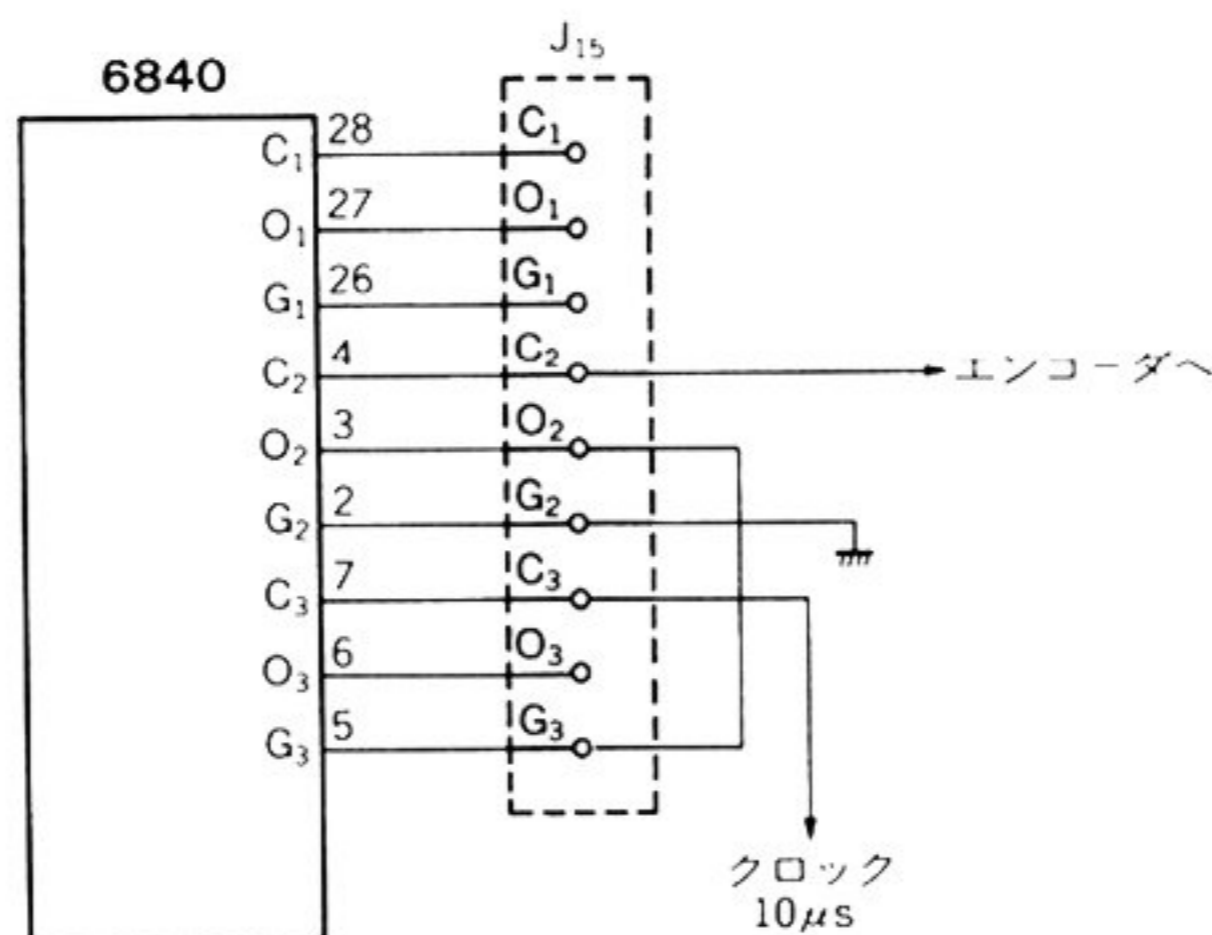 J₁₅
6840
C₁ 28 C₁
O₁ 27 O₁
G₁ 26 G₁
C₂ 4 C₂ エンコーダへ
O₂ 3 O₂
G₂ 2 G₂
C₃ 7 C₃
O₃ 6 O₃
G₃ 5 G₃
クロック
10μs